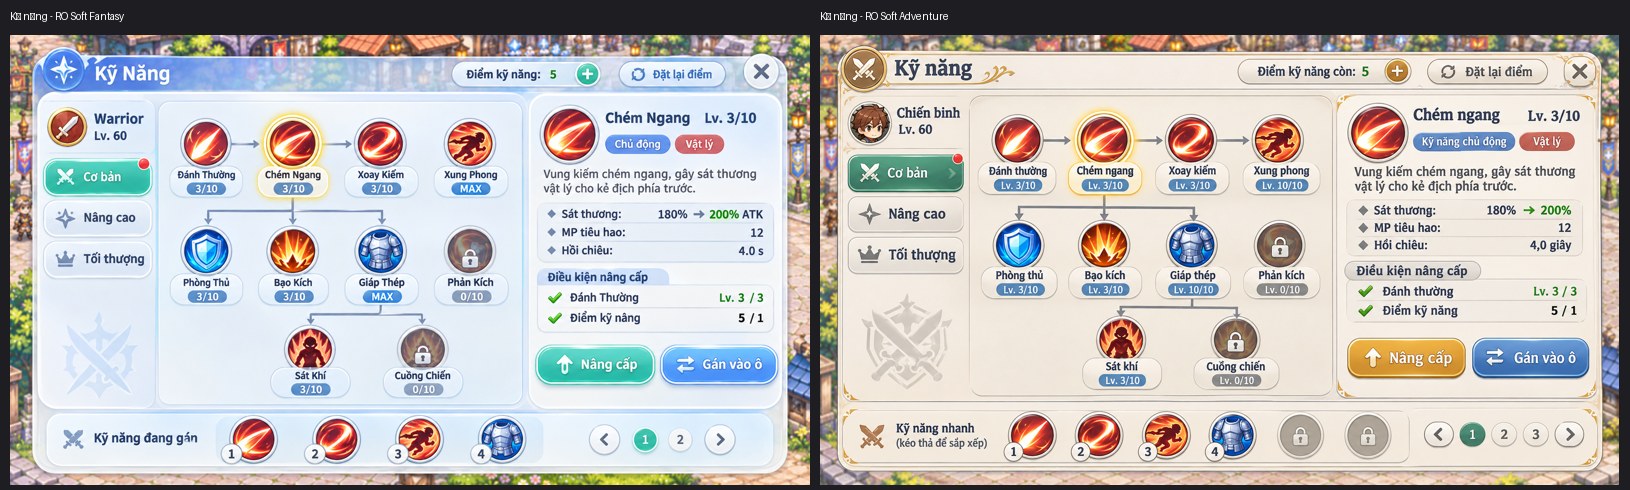 RO Soft Fantasy
Kỹ Năng
Điểm kỹ năng: 5
Đặt lại điểm
Warrior
Lv. 60
Cơ bản
Nâng cao
Tối thượng
Đánh Thường
3/10
Chém Ngang
3/10
Xoay Kiếm
3/10
Xung Phong
MAX
Phòng Thủ
3/10
Bạo Kích
3/10
Giáp Thép
MAX
Phản Kích
0/10
Sát Khí
3/10
Cuồng Chiến
0/10
Chém Ngang Lv. 3/10
Chủ động
Vật lý
Vung kiếm chém ngang, gây sát thương
vật lý cho kẻ địch phía trước.
Sát thương: 180% → 200% ATK
MP tiêu hao: 12
Hồi chiêu: 4.0 s
Điều kiện nâng cấp
Đánh Thường Lv. 3 / 3
Điểm kỹ năng 5 / 1
Nâng cấp
Gán vào ô
Kỹ năng đang gán
1
2
3
4
1
2
RO Soft Adventure
Kỹ năng
Điểm kỹ năng còn: 5
Đặt lại điểm
Chiến binh
Lv. 60
Cơ bản
Nâng cao
Tối thượng
Đánh thường
Lv. 3/10
Chém ngang
Lv. 3/10
Xoay kiếm
Lv. 3/10
Xung phong
Lv. 10/10
Phòng thủ
Lv. 3/10
Bạo kích
Lv. 3/10
Giáp thép
Lv. 10/10
Phản kích
Lv. 0/10
Sát khí
Lv. 3/10
Cuồng chiến
Lv. 0/10
Chém ngang Lv. 3/10
Kỹ năng chủ động
Vật lý
Vung kiếm chém ngang, gây sát thương
vật lý cho kẻ địch phía trước.
Sát thương: 180% → 200%
MP tiêu hao: 12
Hồi chiêu: 4,0 giây
Điều kiện nâng cấp
Đánh thường Lv. 3 / 3
Điểm kỹ năng 5 / 1
Nâng cấp
Gán vào ô
Kỹ năng nhanh
(kéo thả để sắp xếp)
1
2
3
4
1
2
3